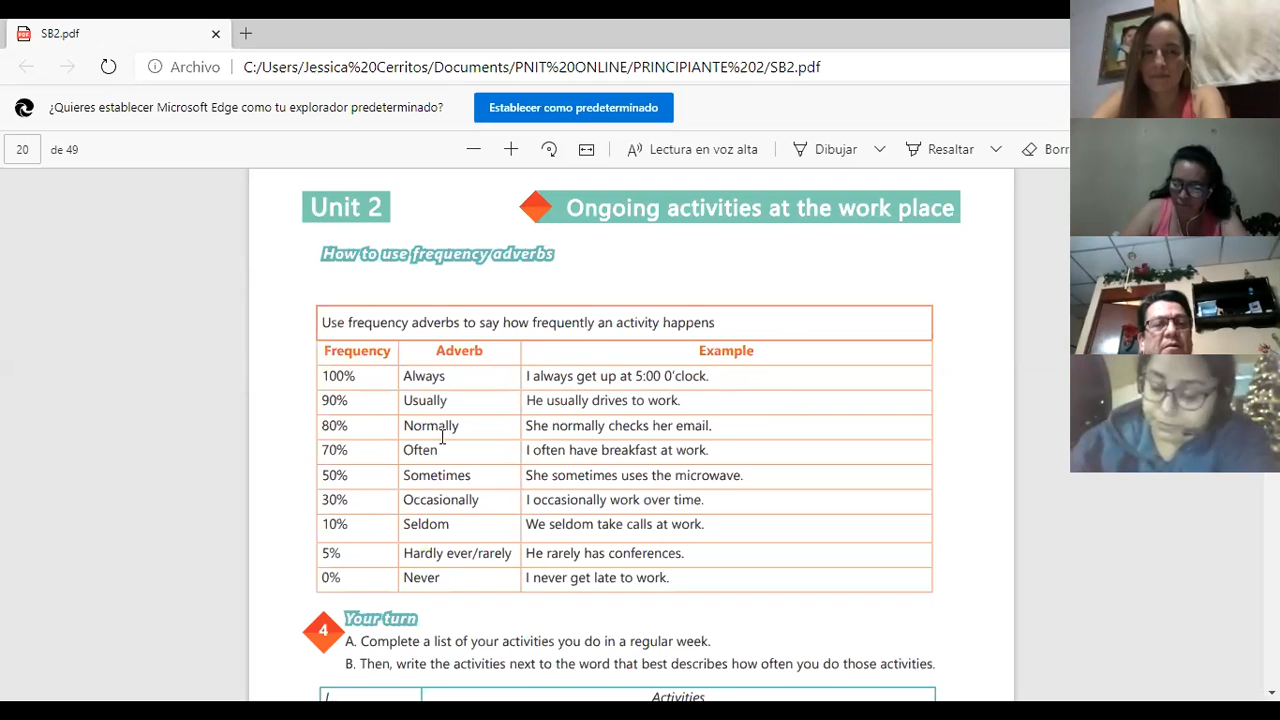 SB2.pdf
Archivo C:/Users/Jessica%20Cerritos/Documents/PNIT%20ONLINE/PRINCIPIANTE%202/SB2.pdf
¿Quieres establecer Microsoft Edge como tu explorador predeterminado? Establecer como predeterminado
20 de 49 Lectura en voz alta Dibujar Resaltar Borr
Unit 2 Ongoing activities at the work place
How to use frequency adverbs
Use frequency adverbs to say how frequently an activity happens
Frequency Adverb Example
100% Always I always get up at 5:00 0'clock.
90% Usually He usually drives to work.
80% Normally She normally checks her email.
70% Often I often have breakfast at work.
50% Sometimes She sometimes uses the microwave.
30% Occasionally I occasionally work over time.
10% Seldom We seldom take calls at work.
5% Hardly ever/rarely He rarely has conferences.
0% Never I never get late to work.
4 Your turn
A. Complete a list of your activities you do in a regular week.
B. Then, write the activities next to the word that best describes how often you do those activities.
I Activities